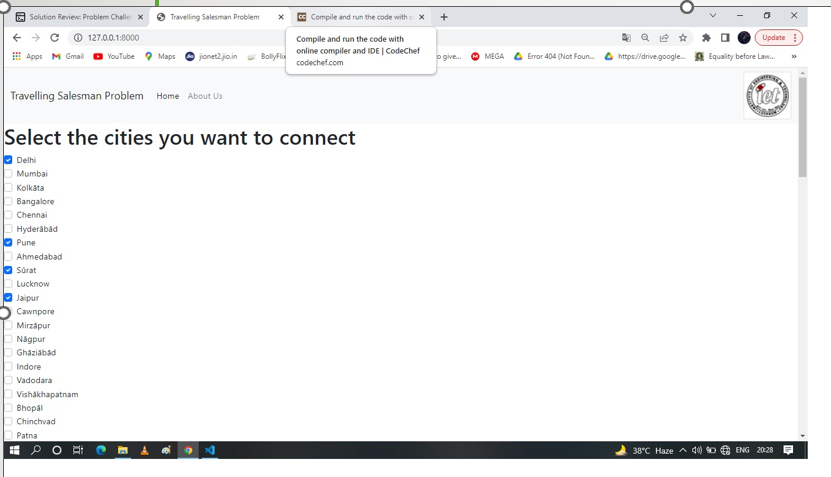 Solution Review: Problem Challe
Travelling Salesman Problem
Compile and run the code with c
127.0.0.1:8000
Update
Compile and run the code with
online compiler and IDE | CodeChef
codechef.com
Apps
Gmail
YouTube
Maps
jionet2.jio.in
BollyFli
o give...
MEGA
Error 404 (Not Foun...
https://drive.google...
Equality before Law...
»
Travelling Salesman Problem
Home
About Us
iet
Select the cities you want to connect
Delhi
Mumbai
Kolkāta
Bangalore
Chennai
Hyderābād
Pune
Ahmedabad
Sūrat
Lucknow
Jaipur
Cawnpore
Mirzāpur
Nāgpur
Ghāziābād
Indore
Vadodara
Vishākhapatnam
Bhopāl
Chinchvad
Patna
38°C Haze
ENG
20:28